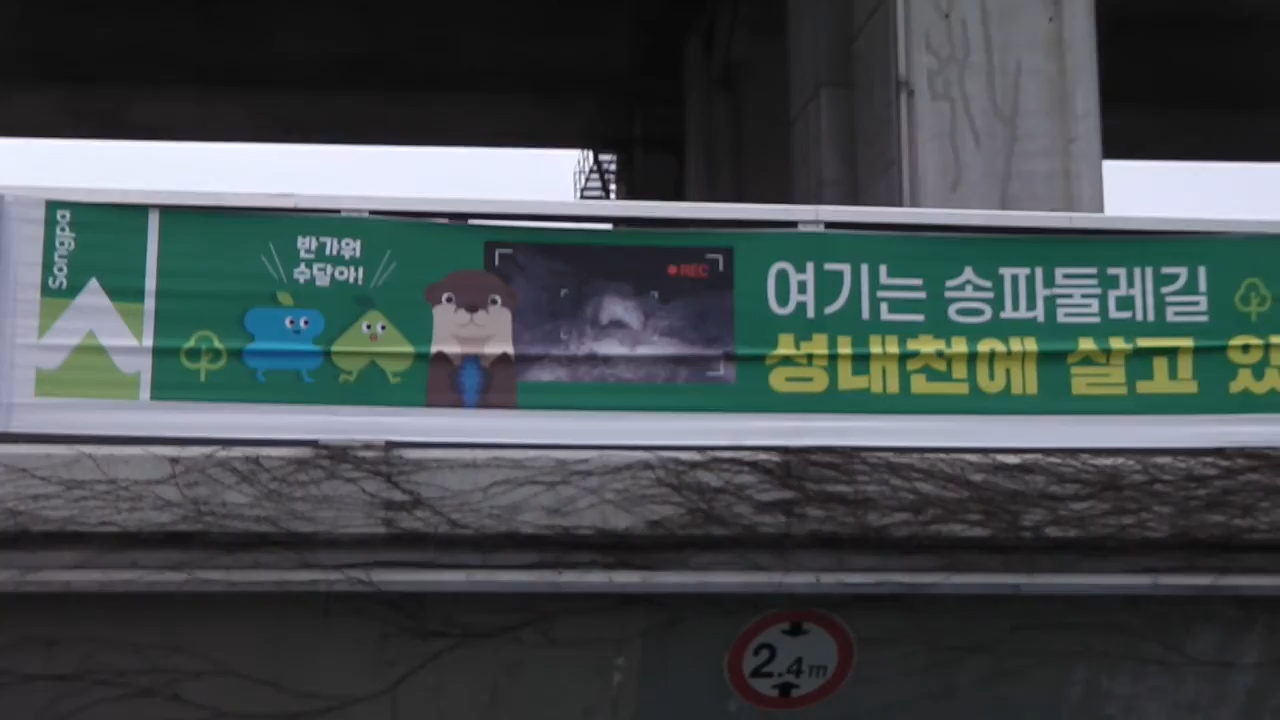 Songpa
반가워
수달아!
REC
여기는 송파둘레길
성내천에 살고
2.4m